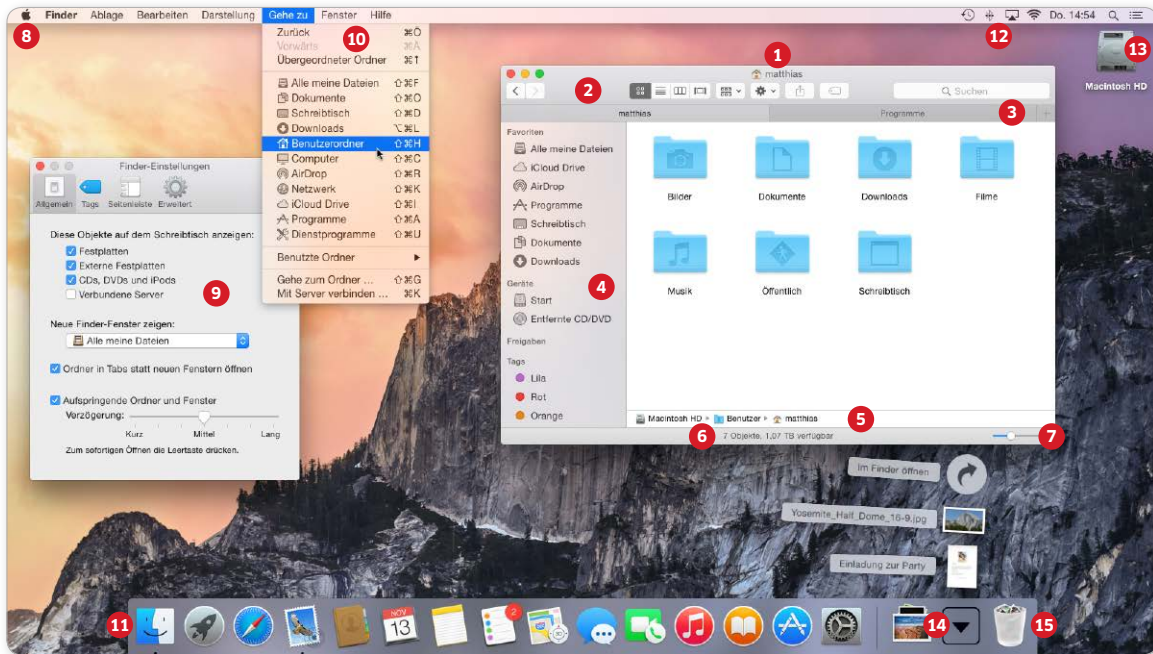 Finder Ablage Bearbeiten Darstellung Gehe zu Fenster Hilfe
Do. 14:54
8
10
12
13
Macintosh HD
Zurück ⌘Ö
Vorwärts ⌘Ä
Übergeordneter Ordner ⌘↑
Alle meine Dateien ⇧⌘F
Dokumente ⇧⌘O
Schreibtisch ⇧⌘D
Downloads ⌥⌘L
Benutzerordner ⇧⌘H
Computer ⇧⌘C
AirDrop ⇧⌘R
Netzwerk ⇧⌘K
iCloud Drive ⇧⌘I
Programme ⇧⌘A
Dienstprogramme ⇧⌘U
Benutzte Ordner
Gehe zum Ordner ... ⇧⌘G
Mit Server verbinden ... ⌘K
Finder-Einstellungen
Allgemein Tags Seitenleiste Erweitert
Diese Objekte auf dem Schreibtisch anzeigen:
Festplatten
Externe Festplatten
CDs, DVDs und iPods
Verbundene Server
9
Neue Finder-Fenster zeigen:
Alle meine Dateien
Ordner in Tabs statt neuen Fenstern öffnen
Aufspringende Ordner und Fenster
Verzögerung:
Kurz Mittel Lang
Zum sofortigen Öffnen die Leertaste drücken.
1
matthias
2
Suchen
matthias Programme
3
Favoriten
Alle meine Dateien
iCloud Drive
AirDrop
Programme
Schreibtisch
Dokumente
Downloads
Geräte
4
Start
Entfernte CD/DVD
Freigaben
Tags
Lila
Rot
Orange
Bilder Dokumente Downloads Filme
Musik Öffentlich Schreibtisch
Macintosh HD Benutzer matthias
5
6
7 Objekte, 1,07 TB verfügbar
7
Im Finder öffnen
Yosemite_Half_Dome_16-9.jpg
Einladung zur Party
11
NOV
13
2
14
15